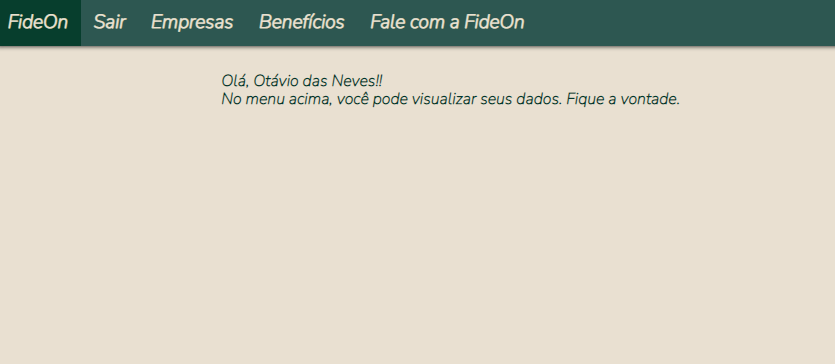 FideOn Sair Empresas Benefícios Fale com a FideOn
Olá, Otávio das Neves!!
No menu acima, você pode visualizar seus dados. Fique a vontade.